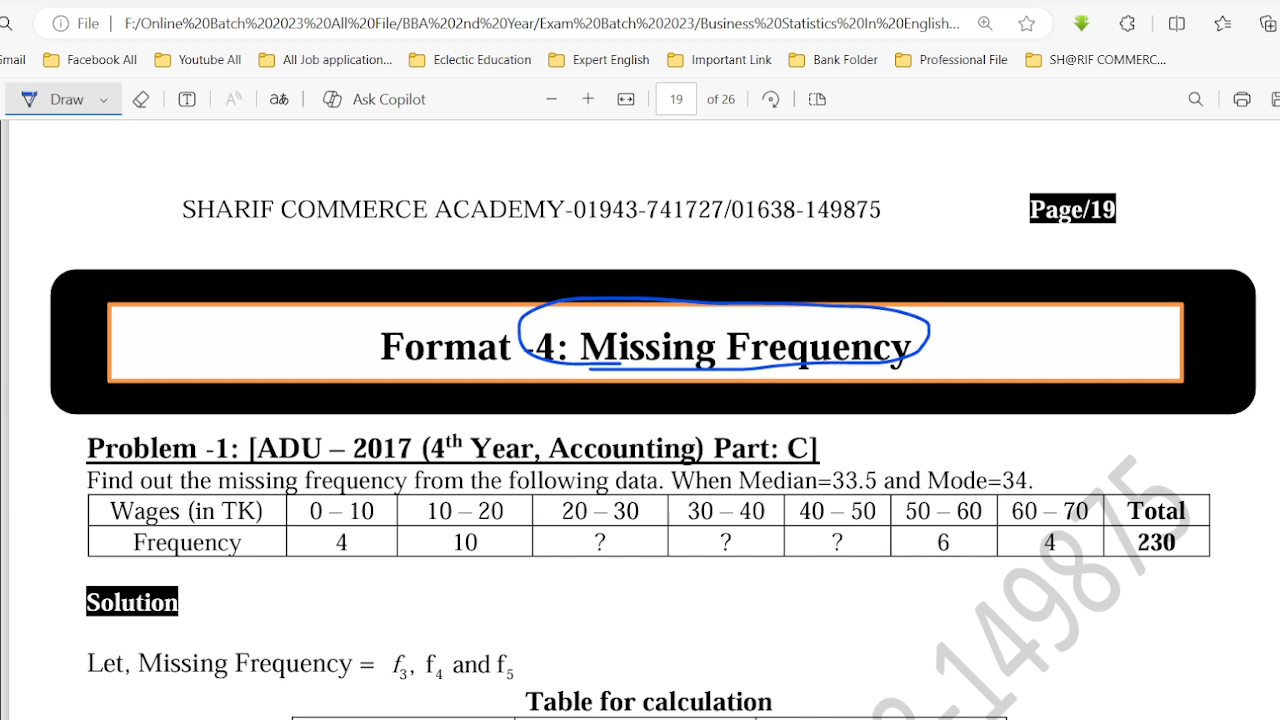 File | F:/Online%20Batch%202023%20All%20File/BBA%202nd%20Year/Exam%20Batch%202023/Business%20Statistics%20In%20English...
Gmail Facebook All Youtube All All Job application... Eclectic Education Expert English Important Link Bank Folder Professional File SH@RIF COMMERC...
Draw T A aあ Ask Copilot 19 of 26
SHARIF COMMERCE ACADEMY-01943-741727/01638-149875 Page/19
Format -4: Missing Frequency
Problem -1: [ADU – 2017 (4th Year, Accounting) Part: C]
Find out the missing frequency from the following data. When Median=33.5 and Mode=34.
Wages (in TK) 0 – 10 10 – 20 20 – 30 30 – 40 40 – 50 50 – 60 60 – 70 Total
Frequency 4 10 ? ? ? 6 4 230
Solution
Let, Missing Frequency = f3, f4 and f5
Table for calculation
-149875